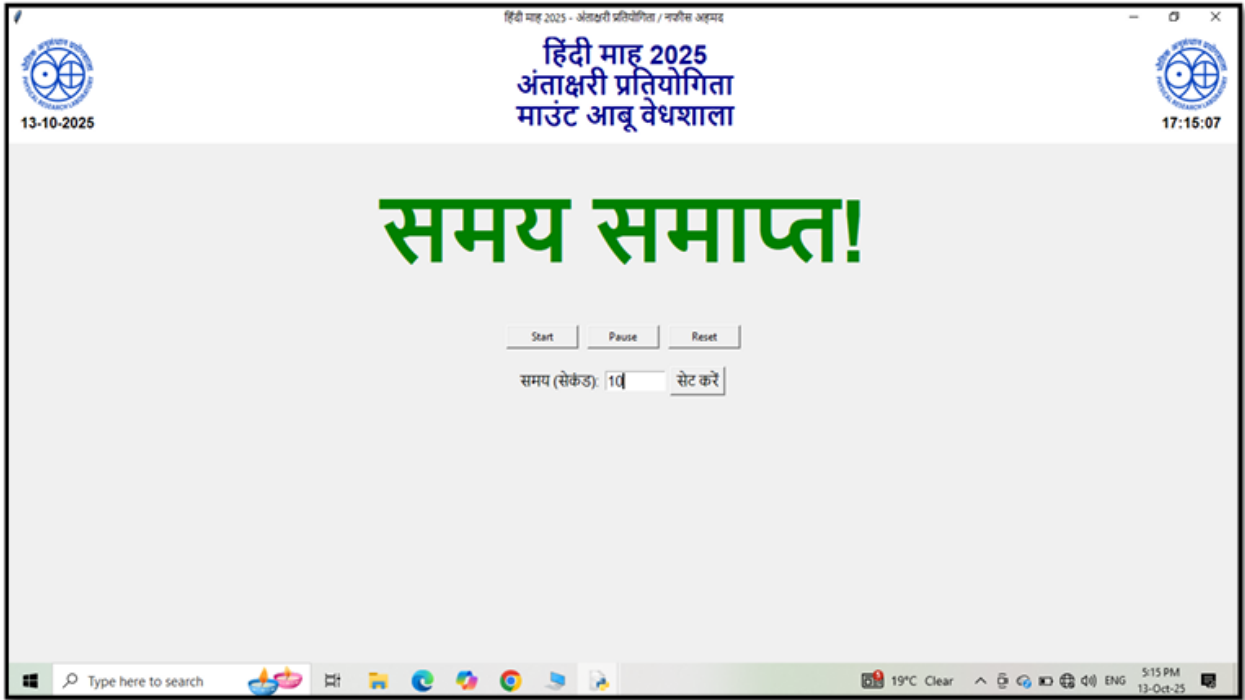 हिंदी माह 2025 - अंताक्षरी प्रतियोगिता / नफीस अहमद
हिंदी माह 2025
अंताक्षरी प्रतियोगिता
माउंट आबू वेधशाला
13-10-2025
17:15:07
समय समाप्त!
Start Pause Reset
समय (सेकंड): 10 सेट करें
Type here to search
19°C Clear
ENG
5:15 PM
13-Oct-25